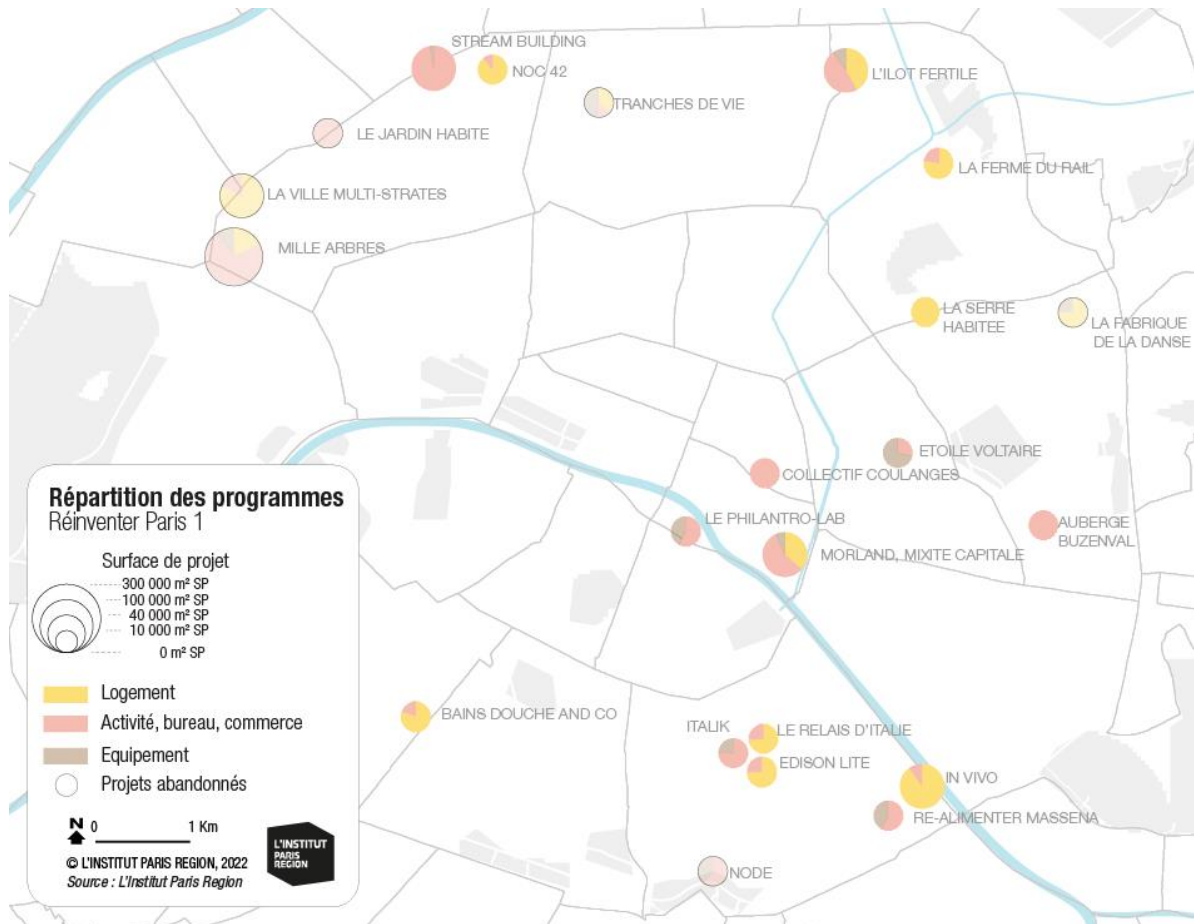 STREAM BUILDING
NOC 42
L'ILOT FERTILE
TRANCHES DE VIE
LE JARDIN HABITE
LA FERME DU RAIL
LA VILLE MULTI-STRATES
MILLE ARBRES
LA SERRE
HABITEE
LA FABRIQUE
DE LA DANSE
ETOILE VOLTAIRE
COLLECTIF COULANGES
LE PHILANTRO-LAB
AUBERGE
BUZENVAL
MORLAND, MIXITE CAPITALE
BAINS DOUCHE AND CO
ITALIK
LE RELAIS D'ITALIE
EDISON LITE
IN VIVO
RE-ALIMENTER MASSENA
NODE
Répartition des programmes
Réinventer Paris 1
Surface de projet
300 000 m² SP
100 000 m² SP
40 000 m² SP
10 000 m² SP
0 m² SP
Logement
Activité, bureau, commerce
Equipement
Projets abandonnés
N 0 1 Km
© L'INSTITUT PARIS REGION, 2022
Source : L'Institut Paris Region
L'INSTITUT
PARIS
REGION